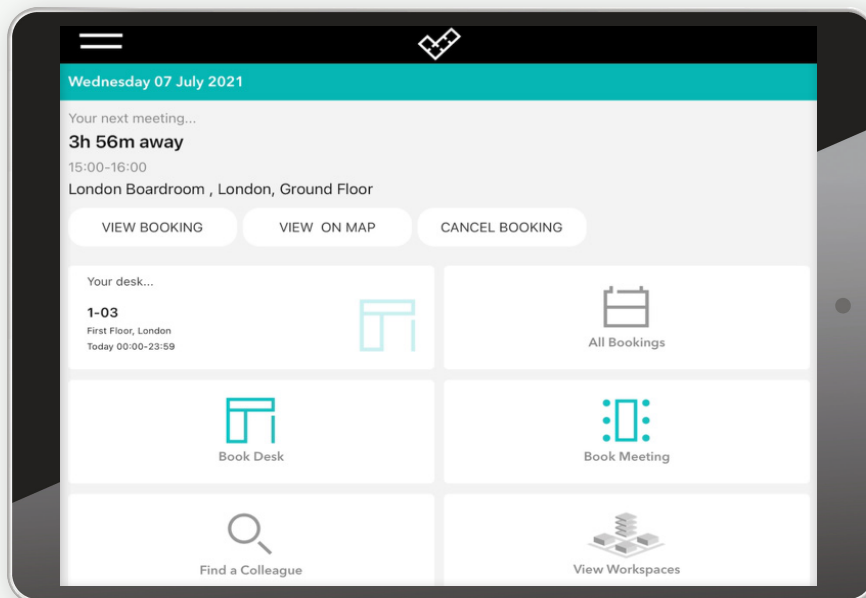 Wednesday 07 July 2021
Your next meeting...
3h 56m away
15:00-16:00
London Boardroom , London, Ground Floor
VIEW BOOKING
VIEW ON MAP
CANCEL BOOKING
Your desk...
1-03
First Floor, London
Today 00:00-23:59
All Bookings
Book Desk
Book Meeting
Find a Colleague
View Workspaces